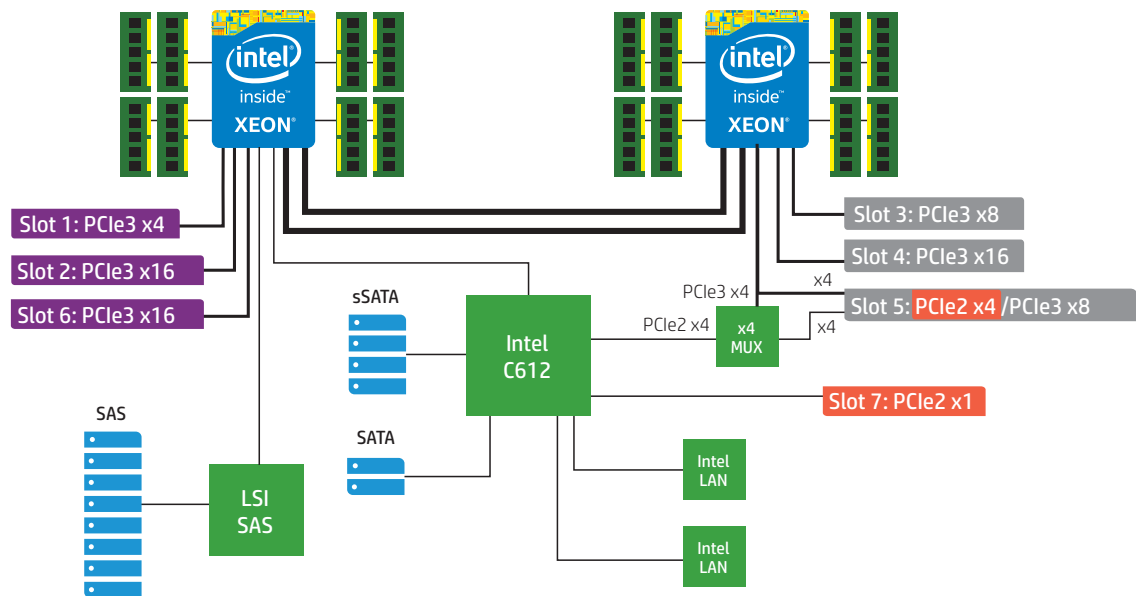 intel®
inside™
XEON®
intel®
inside™
XEON®
Slot 1: PCIe3 x4
Slot 2: PCIe3 x16
Slot 6: PCIe3 x16
Slot 3: PCIe3 x8
Slot 4: PCIe3 x16
x4
Slot 5: PCIe2 x4 /PCIe3 x8
x4
PCIe3 x4
PCIe2 x4
x4
MUX
sSATA
Intel
C612
Slot 7: PCIe2 x1
SAS
SATA
LSI
SAS
Intel
LAN
Intel
LAN